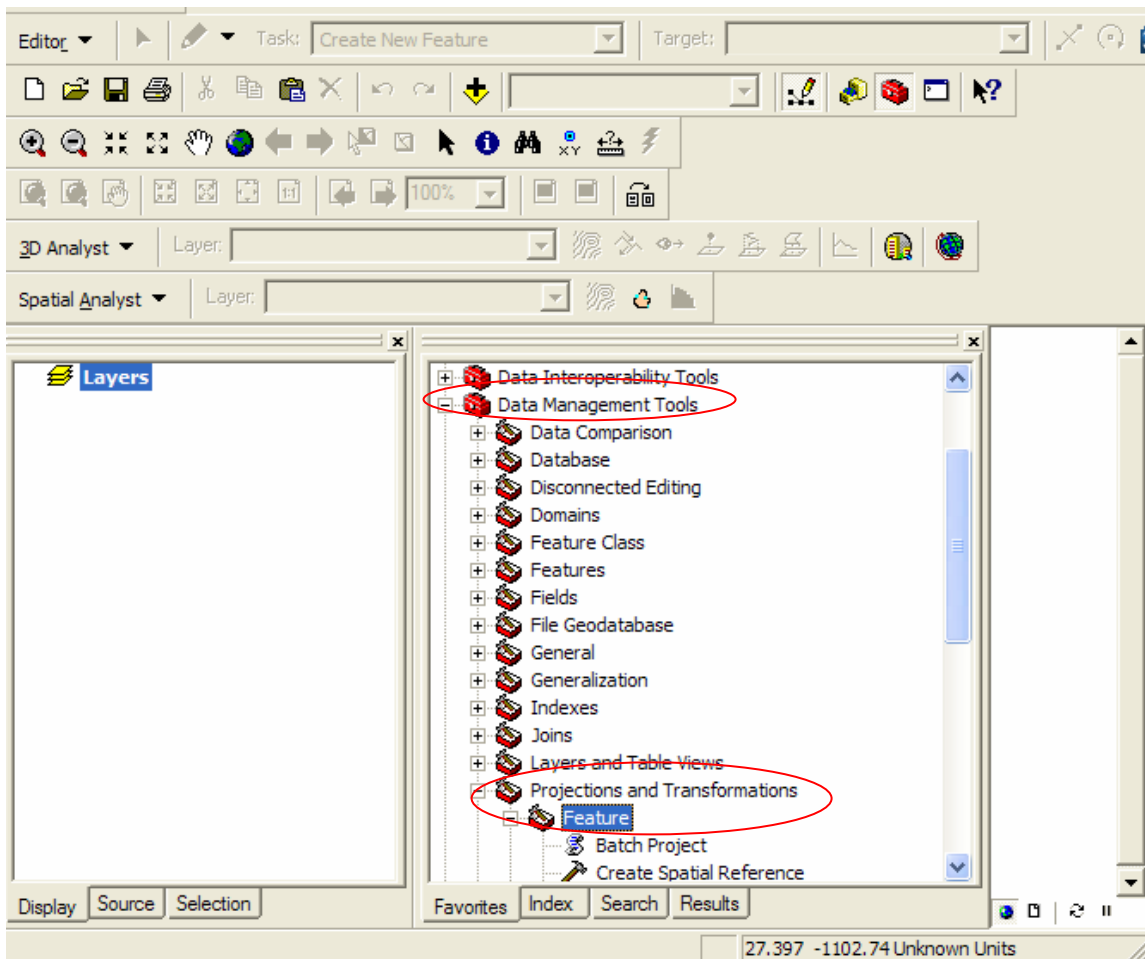 Editor Task: Create New Feature Target:
XY
1:1 100%
3D Analyst Layer:
Spatial Analyst Layer:
Layers
Data Interoperability Tools
Data Management Tools
Data Comparison
Database
Disconnected Editing
Domains
Feature Class
Features
Fields
File Geodatabase
General
Generalization
Indexes
Joins
Layers and Table Views
Projections and Transformations
Feature
Batch Project
Create Spatial Reference
Display Source Selection
Favorites Index Search Results
27.397 -1102.74 Unknown Units